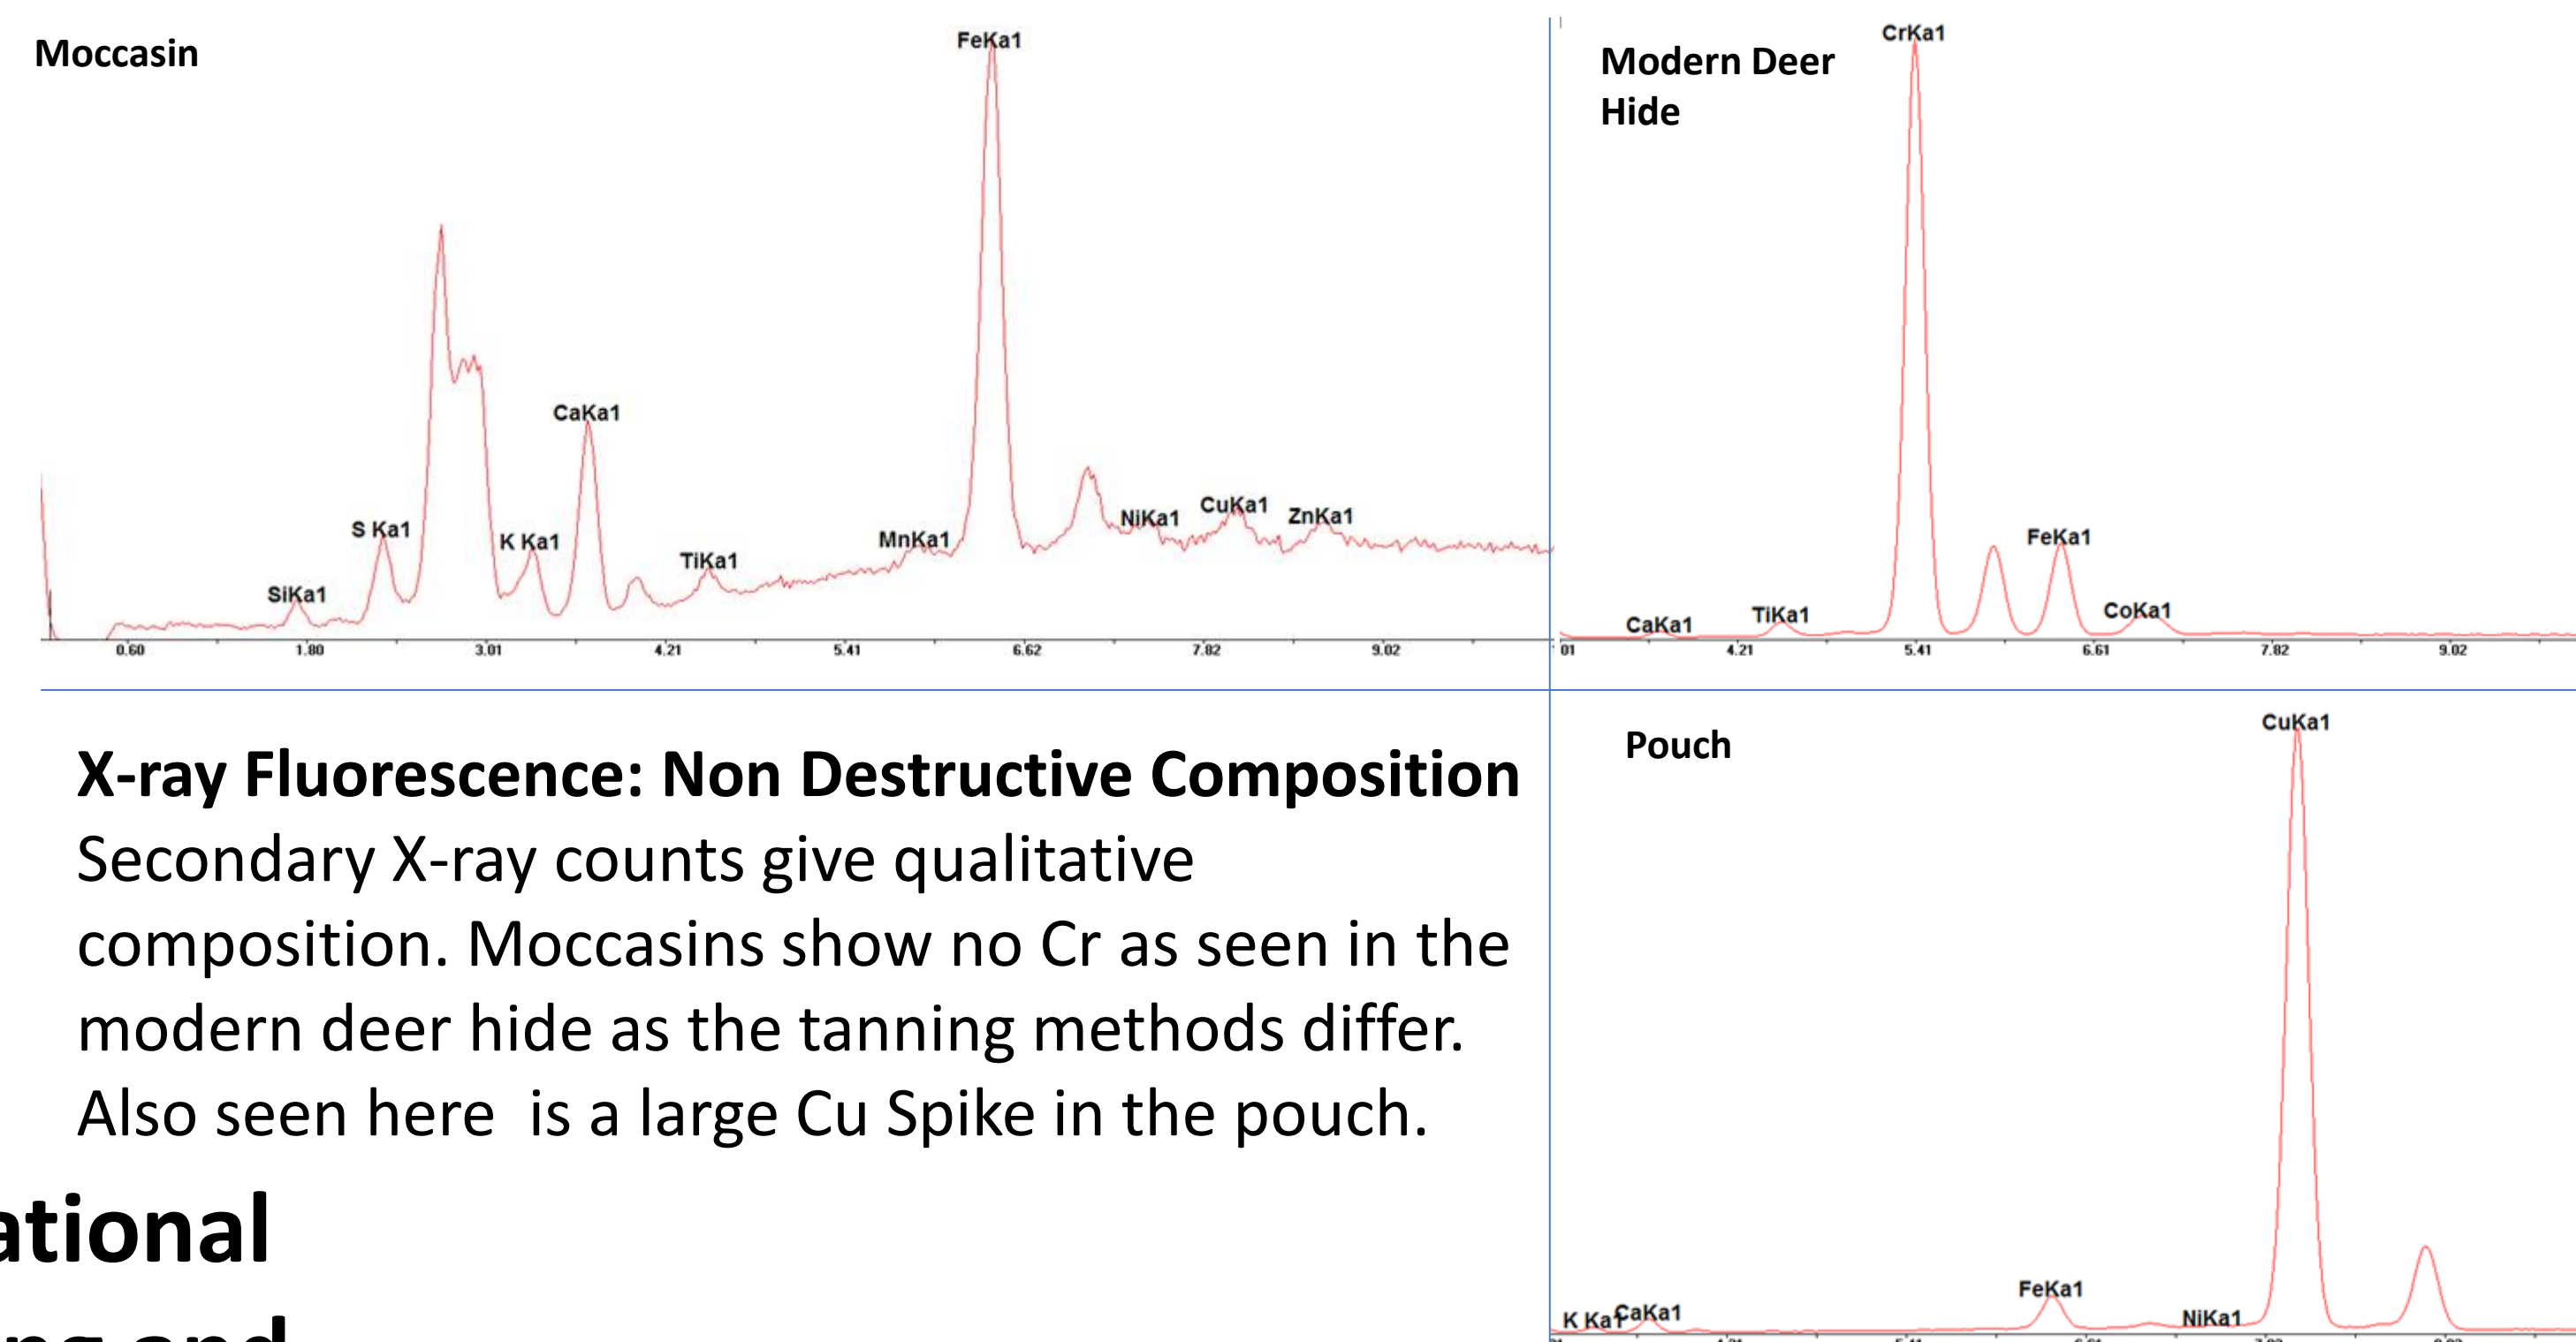 Moccasin
FeKa1
CaKa1
S Ka1
K Ka1
SiKa1
TiKa1
MnKa1
NiKa1
CuKa1
ZnKa1
0.60 1.80 3.01 4.21 5.41 6.62 7.82 9.02
Modern Deer
Hide
CrKa1
FeKa1
CaKa1
TiKa1
CoKa1
01 4.21 5.41 6.61 7.82 9.02
X-ray Fluorescence: Non Destructive Composition
Secondary X-ray counts give qualitative
composition. Moccasins show no Cr as seen in the
modern deer hide as the tanning methods differ.
Also seen here  is a large Cu Spike in the pouch.
ational
ng and
Pouch
CuKa1
FeKa1
K Ka1
CaKa1
NiKa1